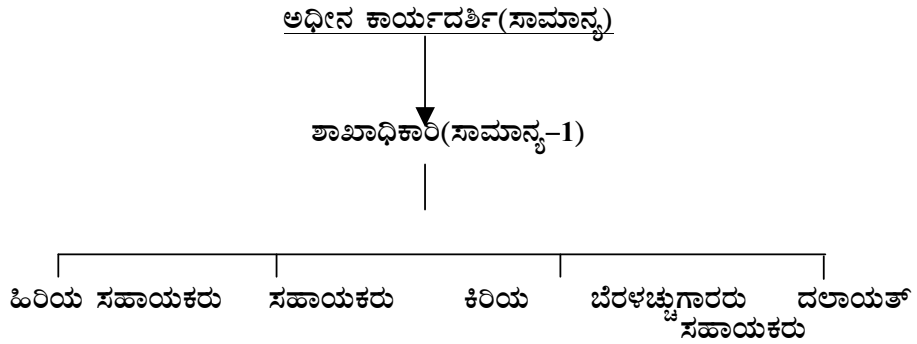 ಅಧೀನ ಕಾರ್ಯದರ್ಶಿ(ಸಾಮಾನ್ಯ)
ಶಾಖಾಧಿಕಾರಿ(ಸಾಮಾನ್ಯ-1)
ಹಿರಿಯ ಸಹಾಯಕರು ಸಹಾಯಕರು ಕಿರಿಯ ಬೆರಳಚ್ಚುಗಾರರು ದಲಾಯತ್
ಸಹಾಯಕರು